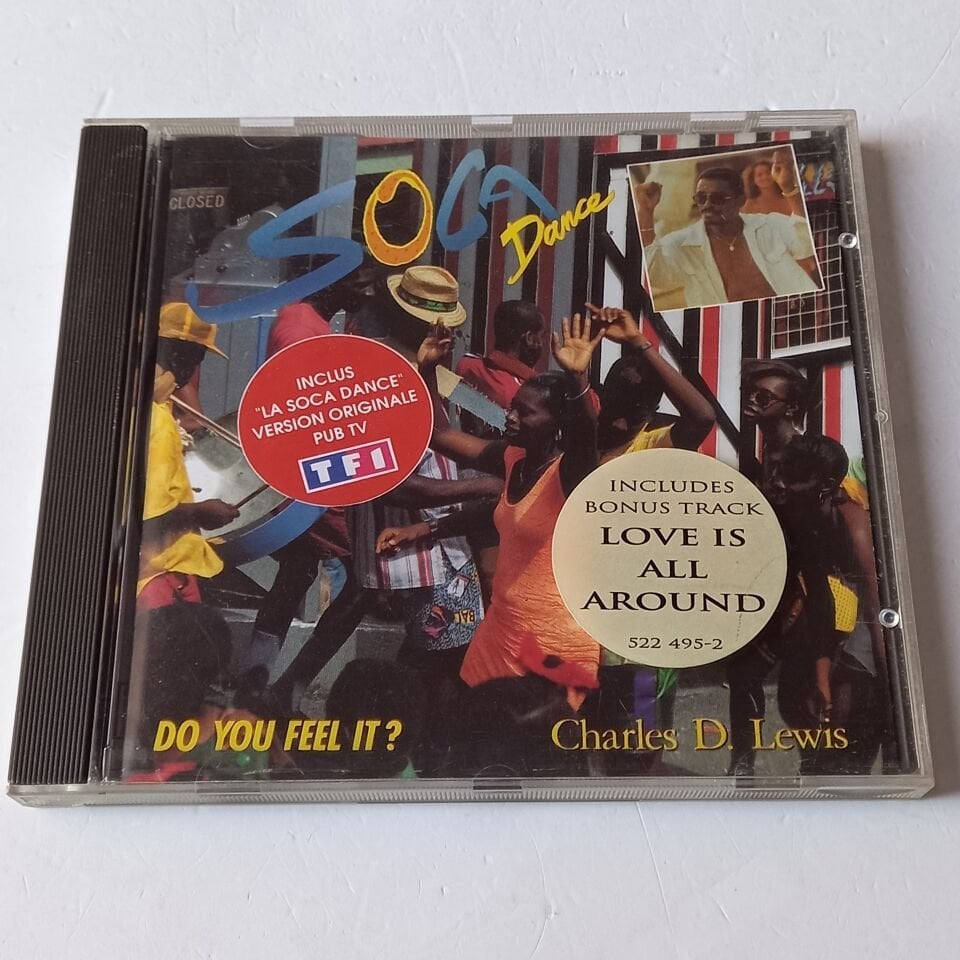 CLOSED
SOCA
Dance
INCLUS
"LA SOCA DANCE"
VERSION ORIGINALE
PUB TV
TF1
INCLUDES
BONUS TRACK
LOVE IS
ALL
AROUND
522 495-2
DO YOU FEEL IT?
Charles D. Lewis